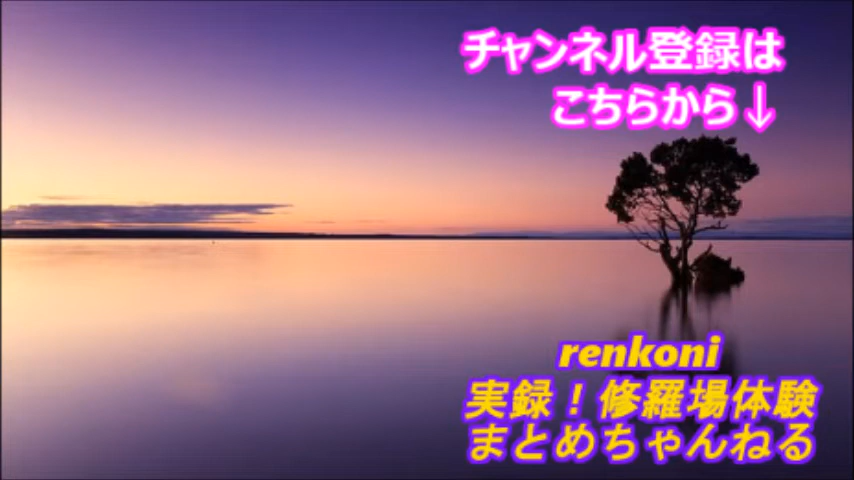 チャンネル登録は
こちらから↓
renkoni
実録！修羅場体験
まとめちゃんねる